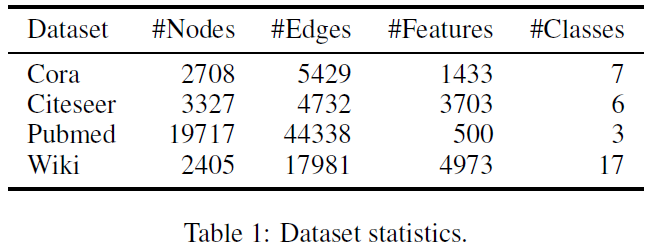 Dataset #Nodes #Edges #Features #Classes
Cora 2708 5429 1433 7
Citeseer 3327 4732 3703 6
Pubmed 19717 44338 500 3
Wiki 2405 17981 4973 17
Table 1: Dataset statistics.